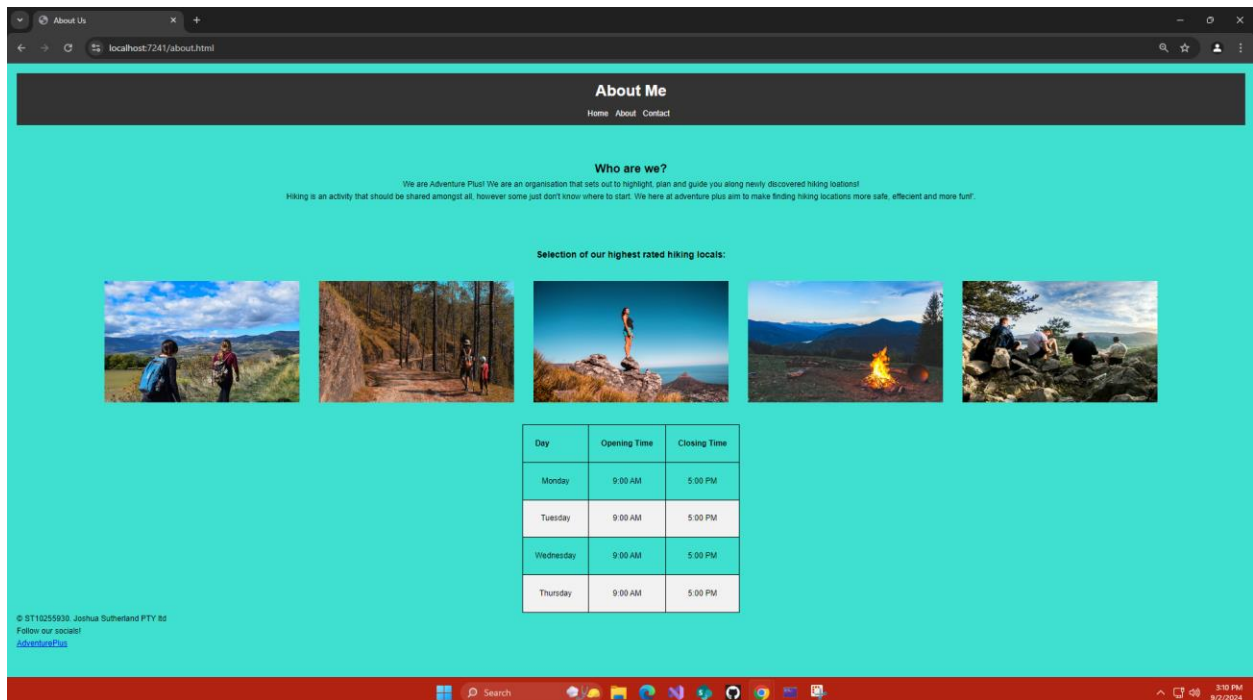 About Us
localhost:7241/about.html
About Me
Home About Contact
Who are we?
We are Adventure Plus! We are an organisation that sets out to highlight, plan and guide you along newly discovered hiking loations!
Hiking is an activity that should be shared amongst all, however some just don't know where to start. We here at adventure plus aim to make finding hiking locations more safe, effecient and more fun!'.
Selection of our highest rated hiking locals:
Day Opening Time Closing Time
Monday 9:00 AM 5:00 PM
Tuesday 9:00 AM 5:00 PM
Wednesday 9:00 AM 5:00 PM
Thursday 9:00 AM 5:00 PM
© ST10255930. Joshua Sutherland PTY ltd
Follow our socials!
AdventurePlus
Search
3:10 PM
9/2/2024